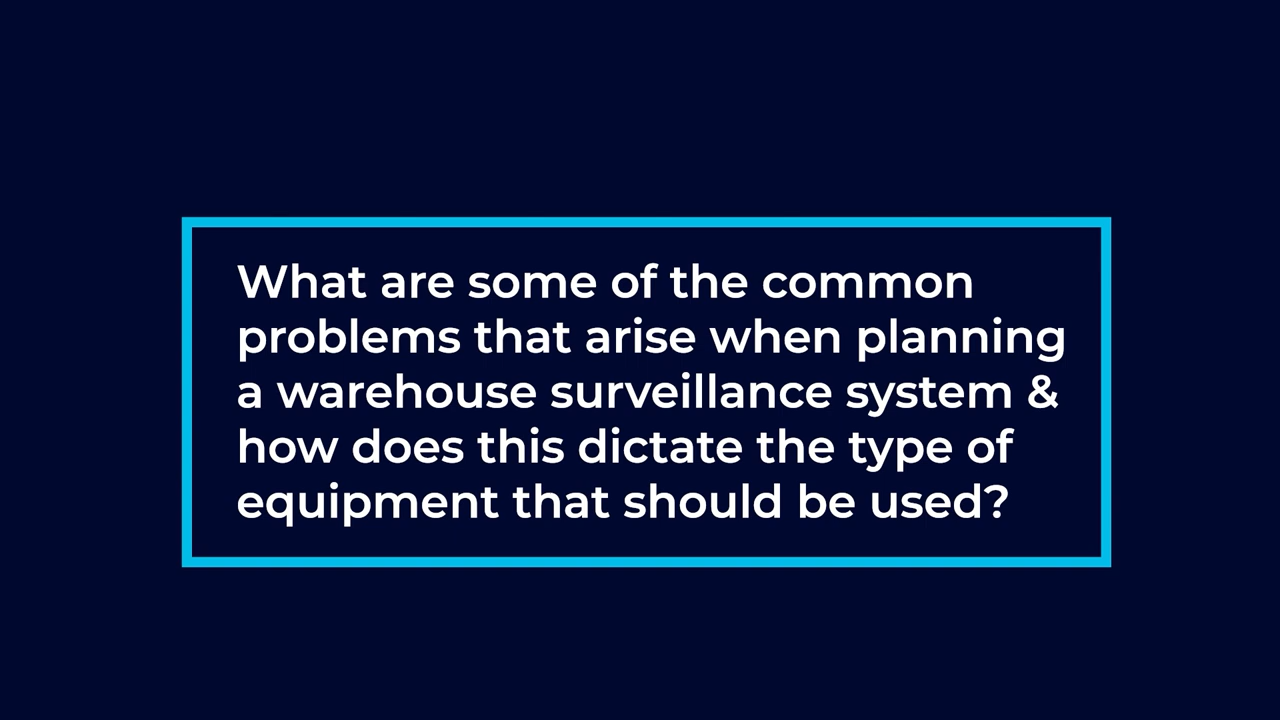 What are some of the common
problems that arise when planning
a warehouse surveillance system &
how does this dictate the type of
equipment that should be used?